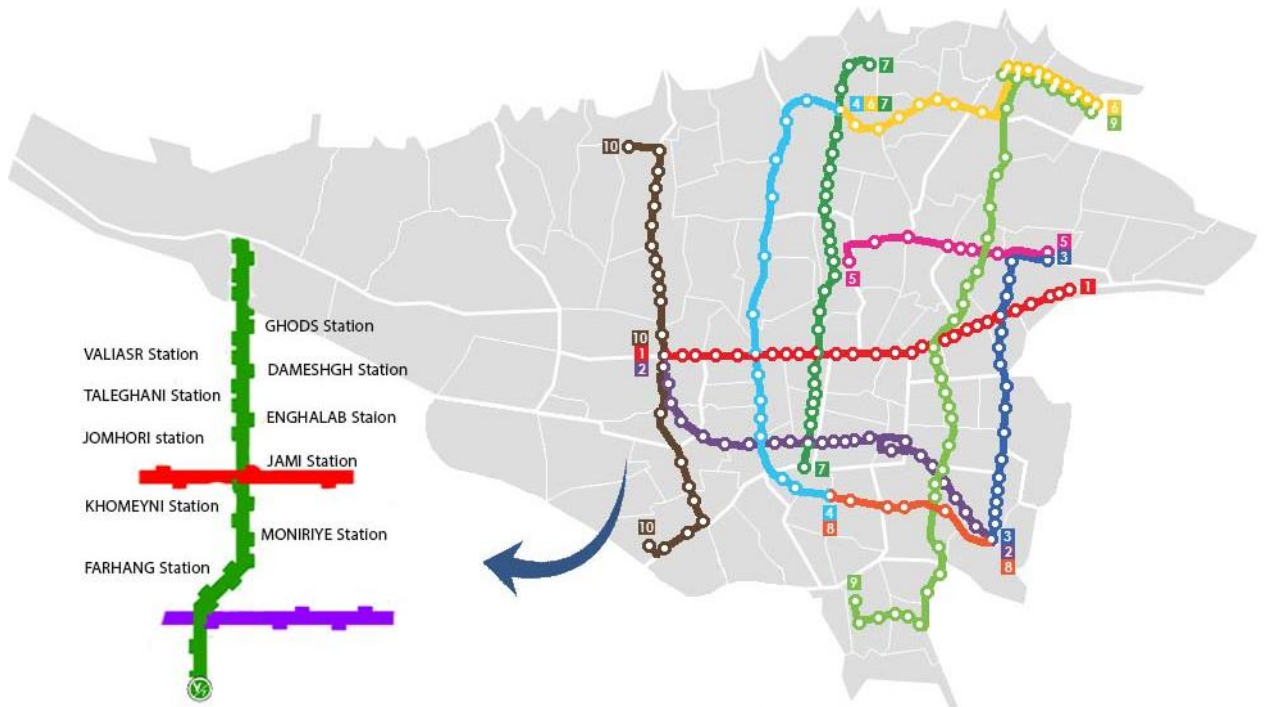 7
4 6 7
6
9
10
5
3
5
1
10
1
2
GHODS Station
VALIASR Station
DAMESHGH Station
TALEGHANI Station
ENGHALAB Staion
JOMHORI station
JAMI Station
KHOMEYNI Station
MONIRIYE Station
FARHANG Station
7
4
8
10
3
2
8
9